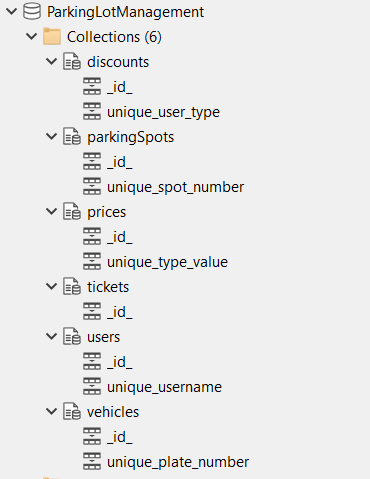 ParkingLotManagement
Collections (6)
discounts
_id_
unique_user_type
parkingSpots
_id_
unique_spot_number
prices
_id_
unique_type_value
tickets
_id_
users
_id_
unique_username
vehicles
_id_
unique_plate_number